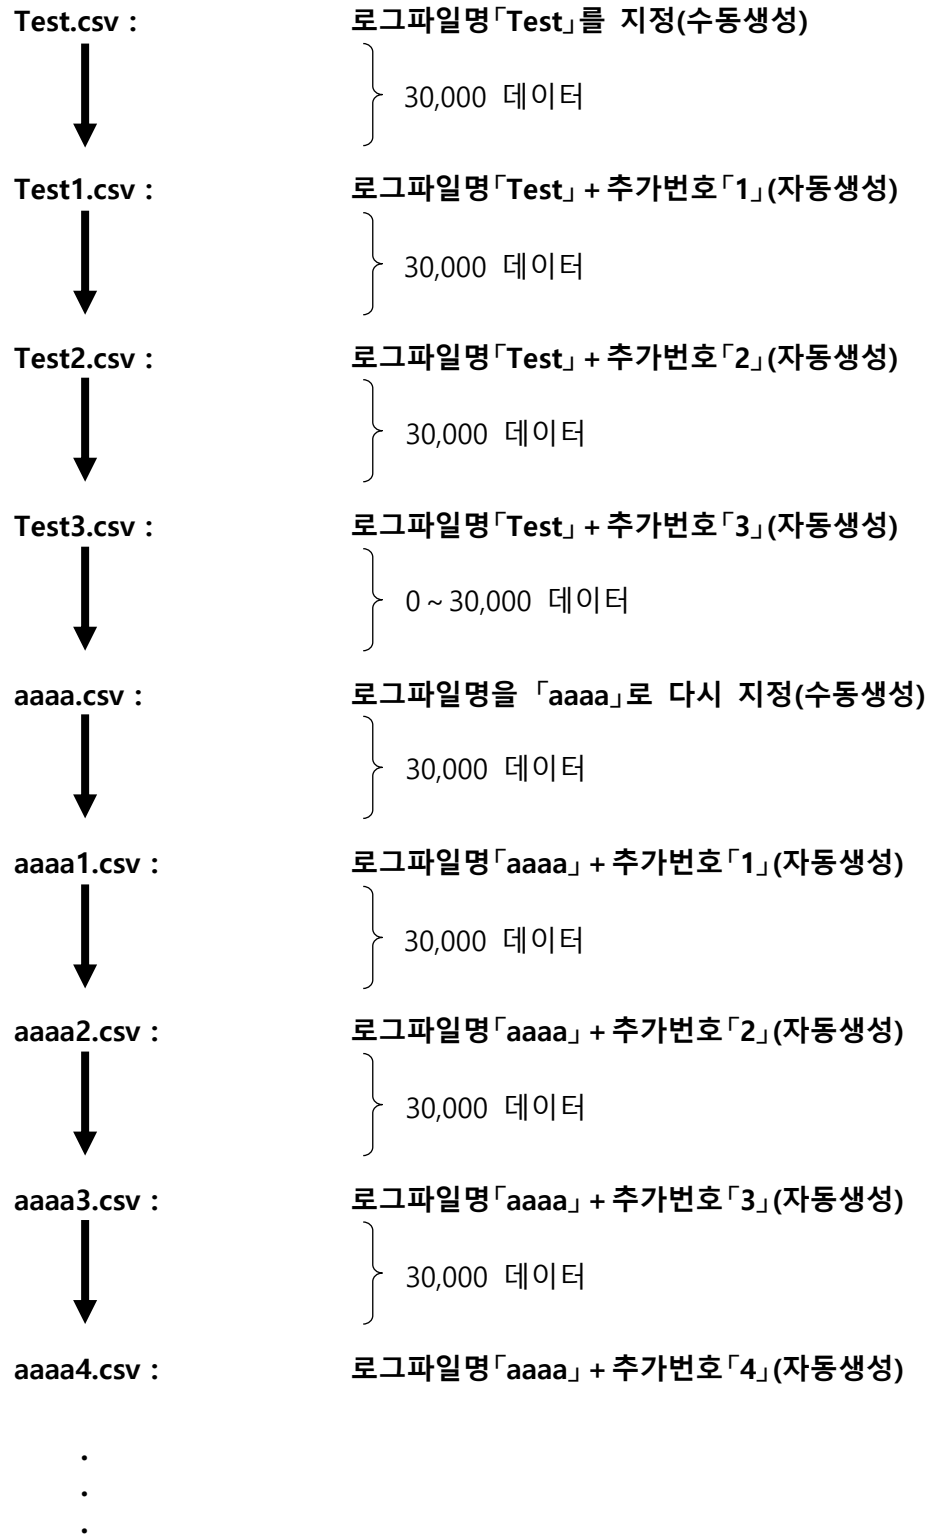 Test.csv : 로그파일명「Test」를 지정(수동생성)
30,000 데이터
Test1.csv : 로그파일명「Test」+ 추가번호「1」(자동생성)
30,000 데이터
Test2.csv : 로그파일명「Test」+ 추가번호「2」(자동생성)
30,000 데이터
Test3.csv : 로그파일명「Test」+ 추가번호「3」(자동생성)
0 ~ 30,000 데이터
aaaa.csv : 로그파일명을 「aaaa」로 다시 지정(수동생성)
30,000 데이터
aaaa1.csv : 로그파일명「aaaa」+ 추가번호「1」(자동생성)
30,000 데이터
aaaa2.csv : 로그파일명「aaaa」+ 추가번호「2」(자동생성)
30,000 데이터
aaaa3.csv : 로그파일명「aaaa」+ 추가번호「3」(자동생성)
30,000 데이터
aaaa4.csv : 로그파일명「aaaa」+ 추가번호「4」(자동생성)
.
.
.